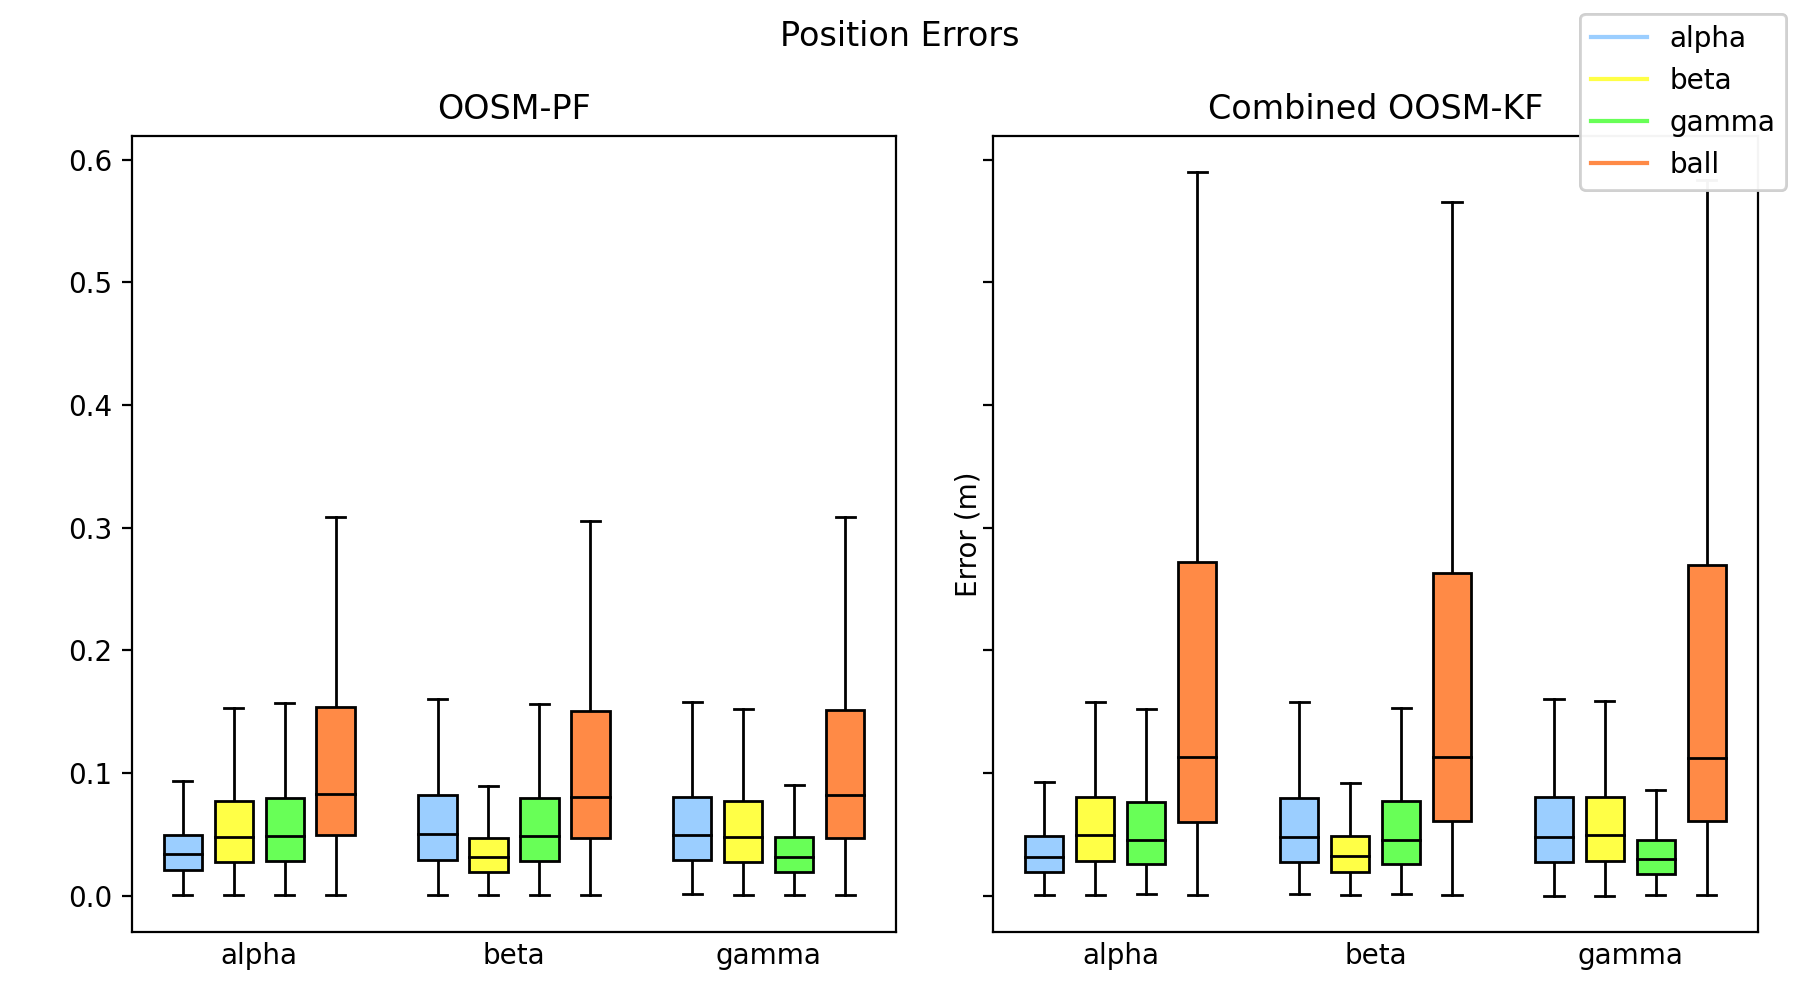 Position Errors
alpha
beta
gamma
ball
OOSM-PF
Combined OOSM-KF
0.6
0.5
0.4
0.3
0.2
0.1
0.0
Error (m)
alpha beta gamma
alpha beta gamma